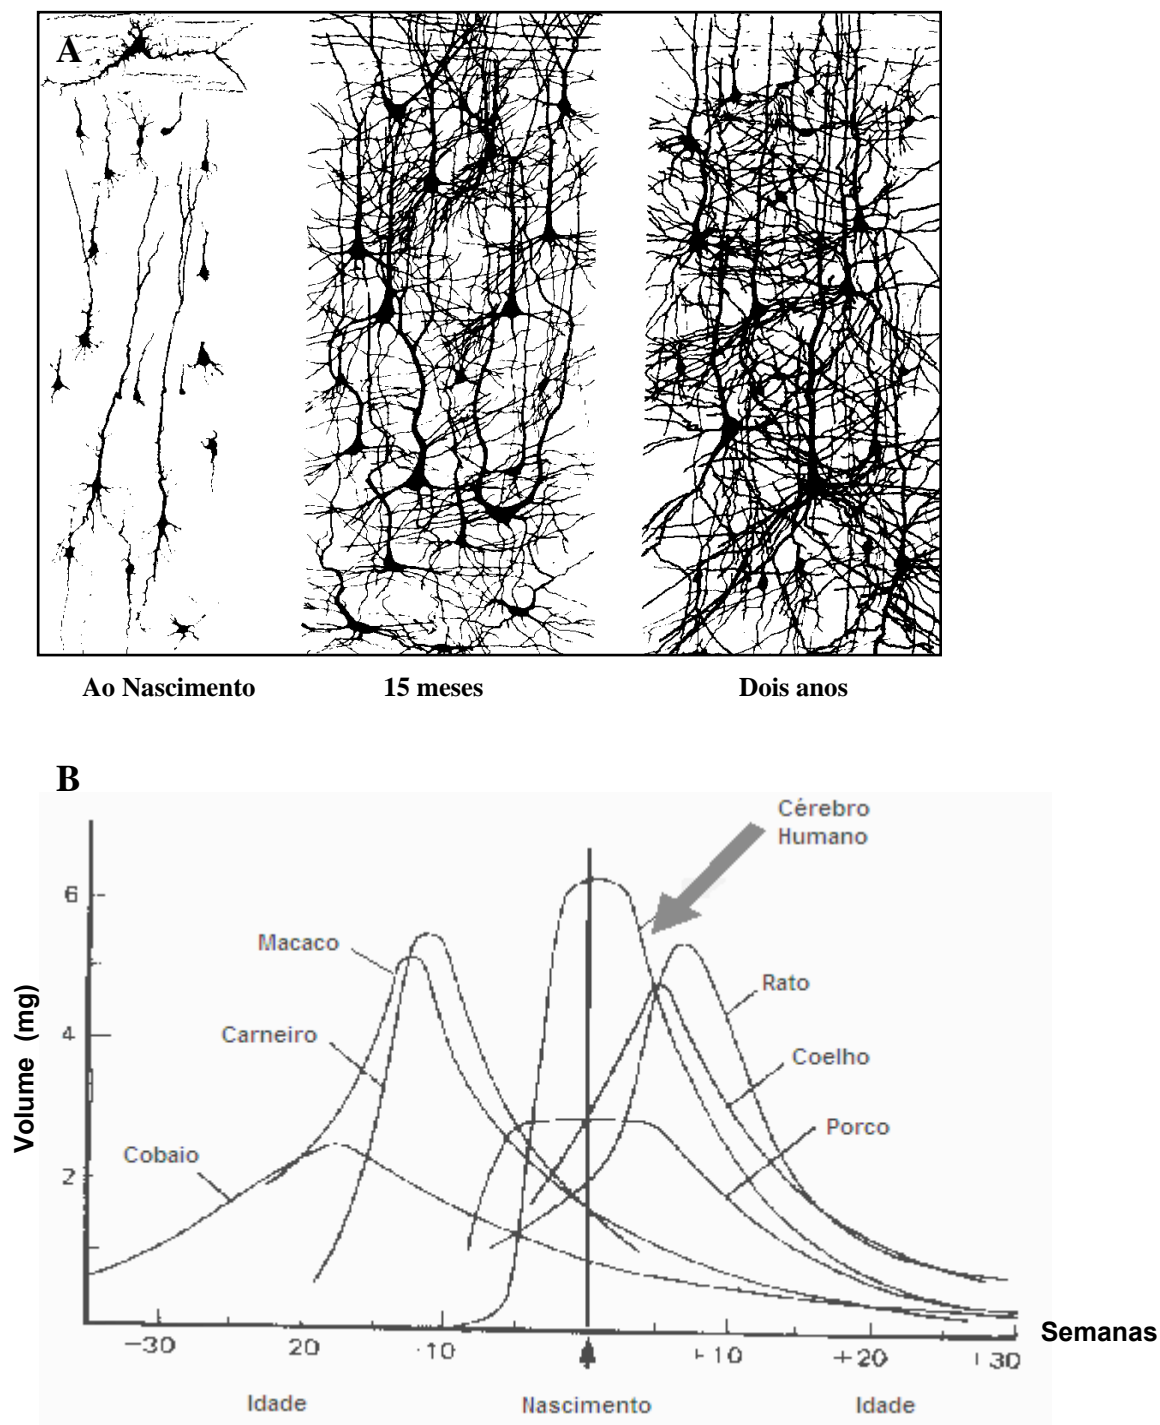 A
Ao Nascimento 15 meses Dois anos
B
Cérebro
Humano
6
Macaco
Rato
Carneiro
4
Coelho
Volume (mg)
Porco
Cobaio
2
Semanas
-30 20 -10 +10 +20 +30
Idade Nascimento Idade